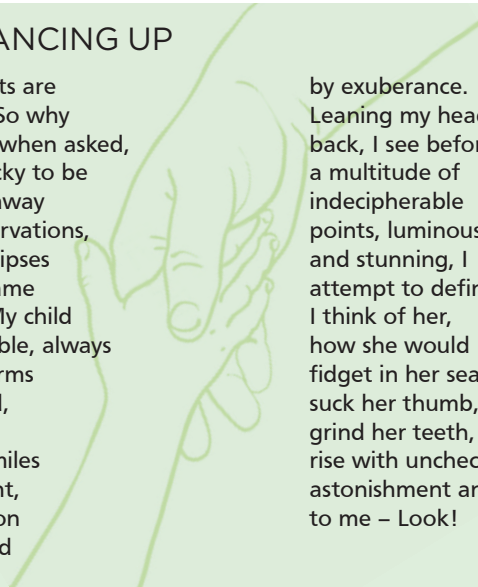 ANCING UP
ts are
So why
when asked,
cky to be
away
rvations,
ipses
ame
My child
ble, always
rms
l,
niles
nt,
on
d
by exuberance.
Leaning my head
back, I see befor
a multitude of
indecipherable
points, luminous
and stunning, I
attempt to defin
I think of her,
how she would
fidget in her sea
suck her thumb,
grind her teeth,
rise with unchec
astonishment an
to me – Look!